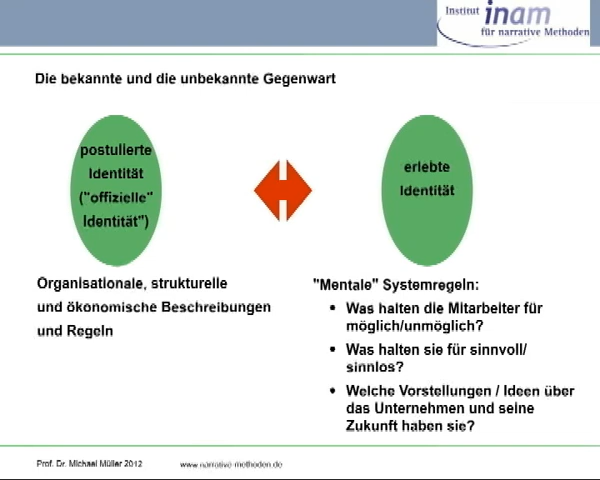 Institut inam
für narrative Methoden
Die bekannte und die unbekannte Gegenwart
postulierte
Identität
("offizielle"
Identität")
erlebte
Identität
Organisationale, strukturelle
und ökonomische Beschreibungen
und Regeln
"Mentale" Systemregeln:
• Was halten die Mitarbeiter für
möglich/unmöglich?
• Was halten sie für sinnvoll/
sinnlos?
• Welche Vorstellungen / Ideen über
das Unternehmen und seine
Zukunft haben sie?
Prof. Dr. Michael Müller 2012 www.narrative-methoden.de